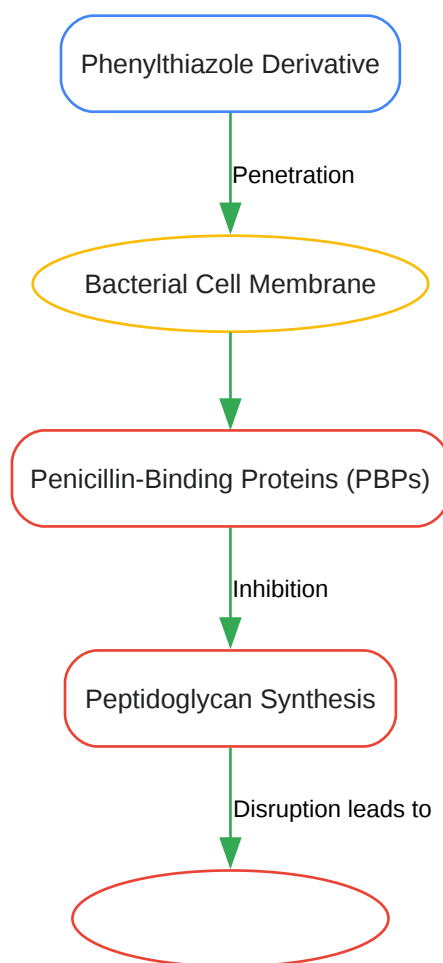 Phenylthiazole Derivative
Penetration
Bacterial Cell Membrane
Penicillin-Binding Proteins (PBPs)
Inhibition
Peptidoglycan Synthesis
Disruption leads to